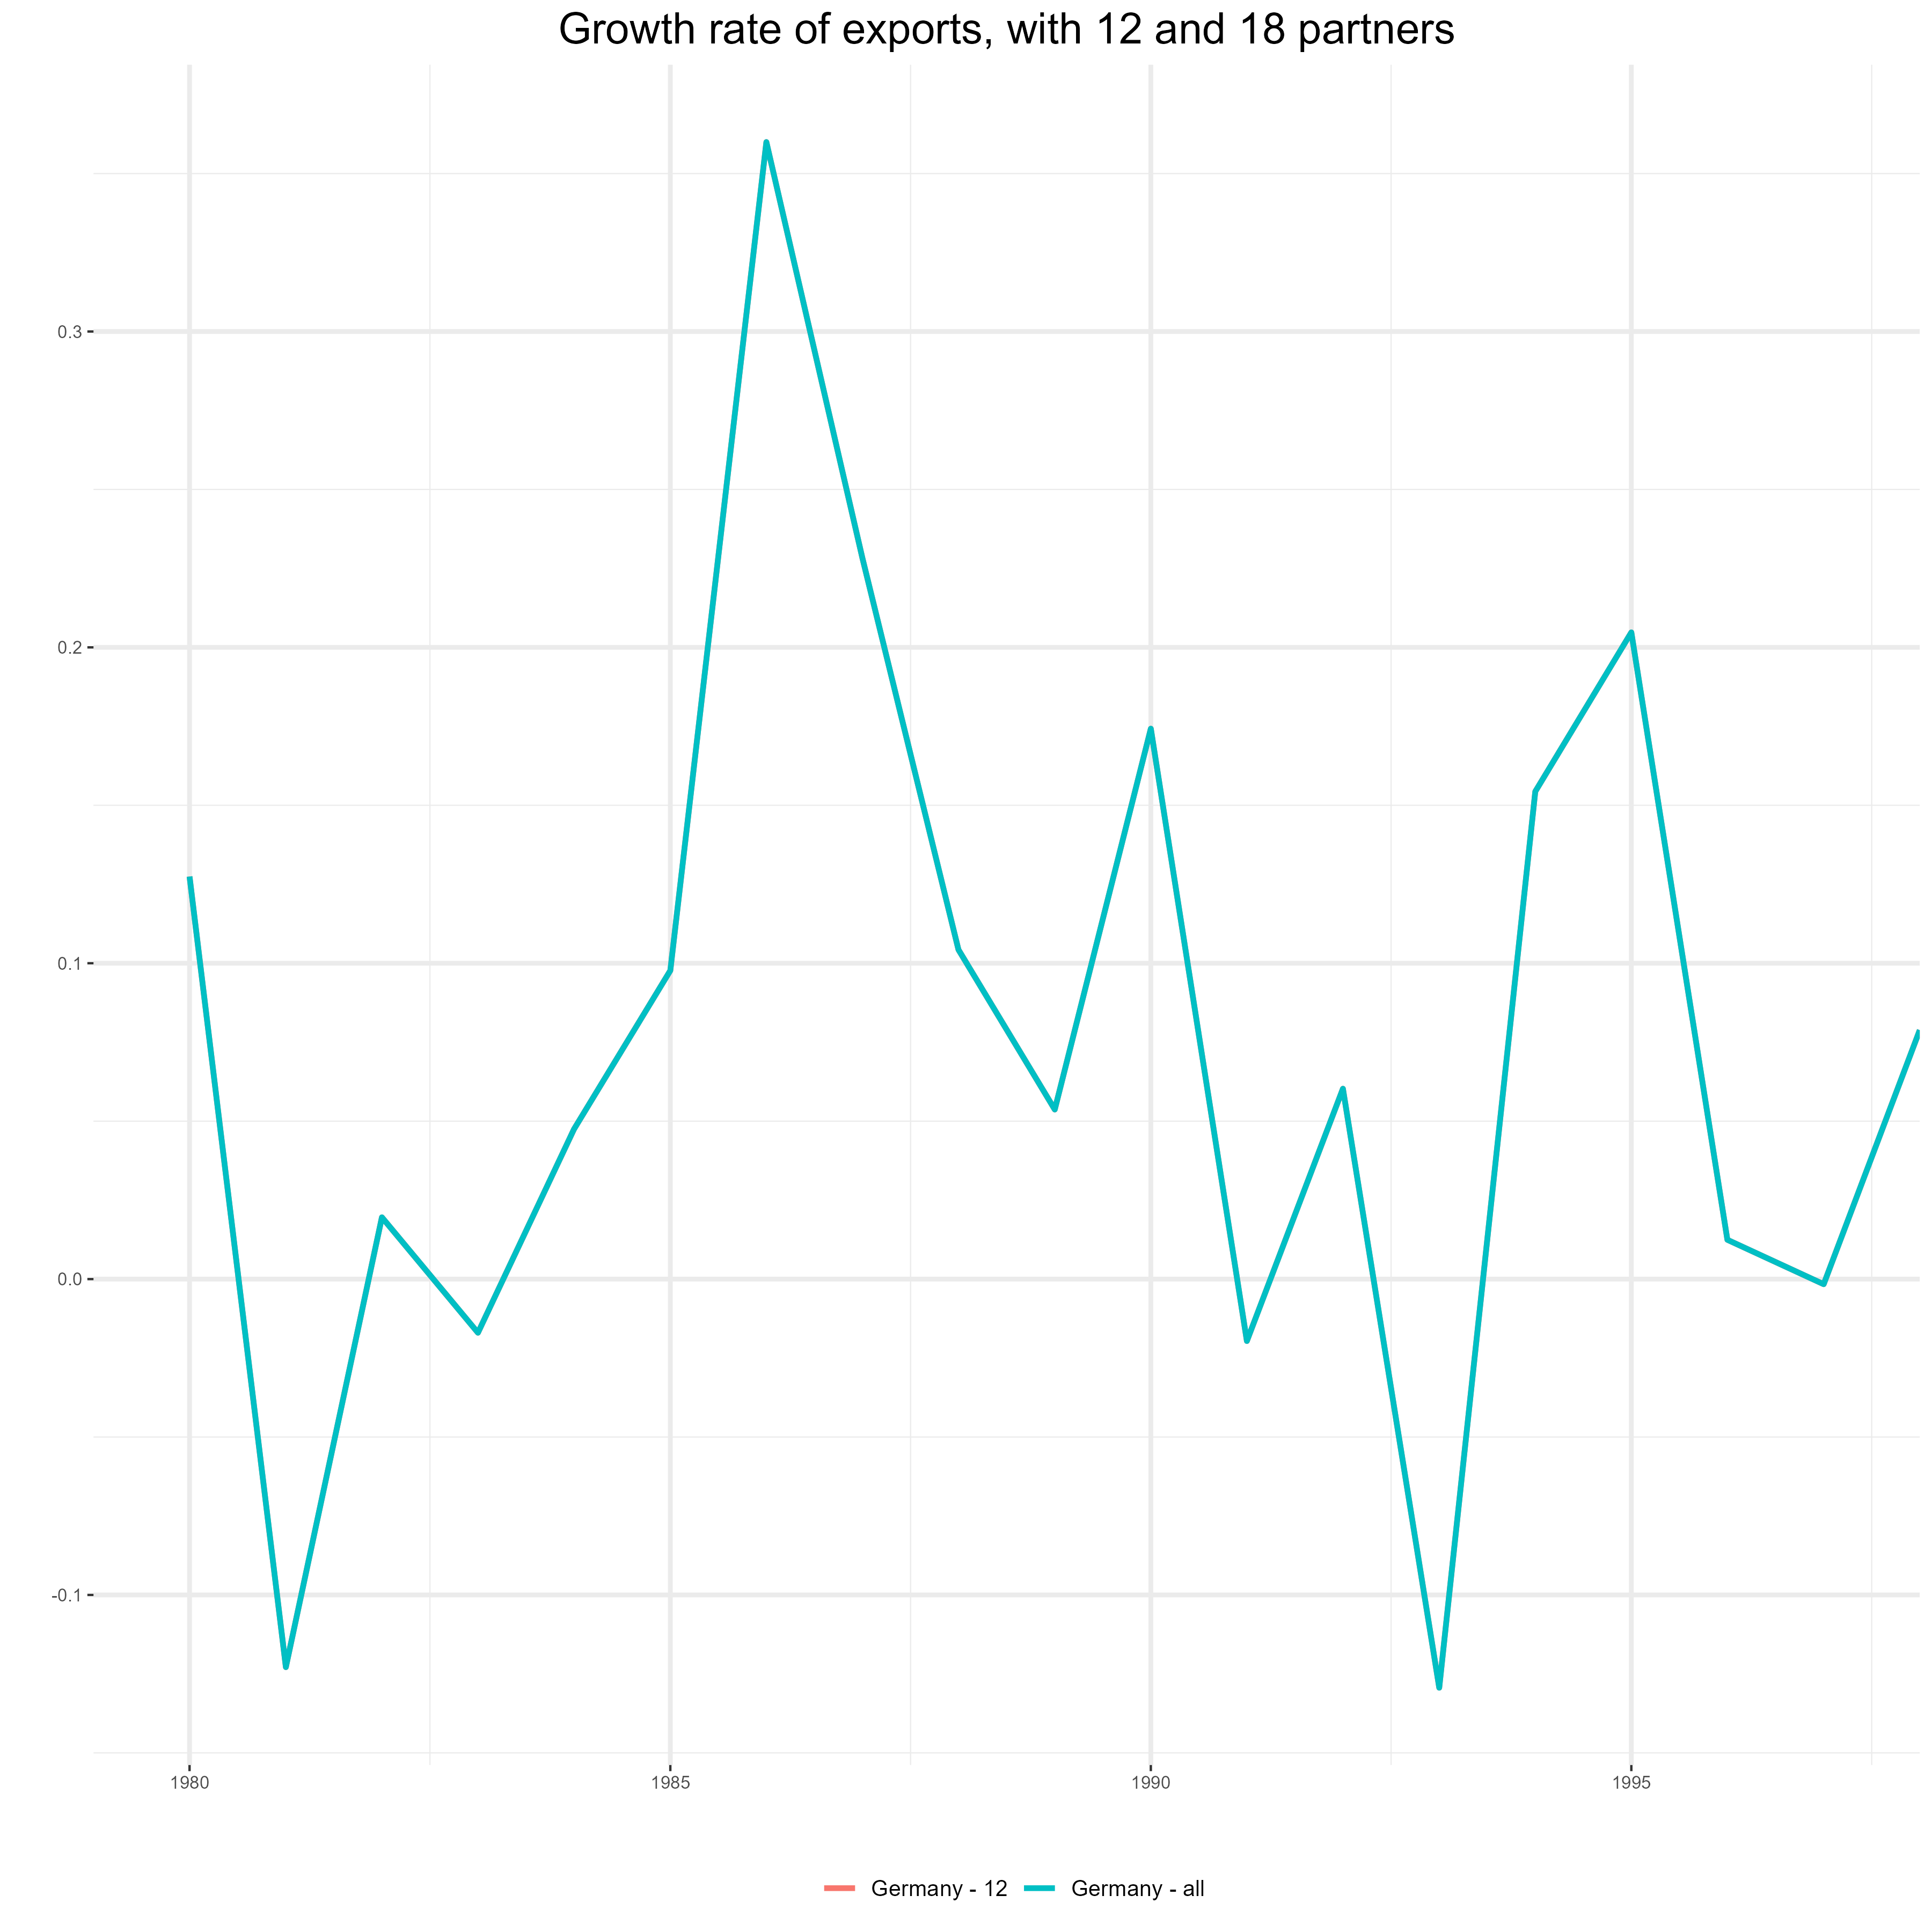 Growth rate of exports, with 12 and 18 partners
0.3
0.2
0.1
0.0
-0.1
1980 1985 1990 1995
Germany - 12 Germany - all